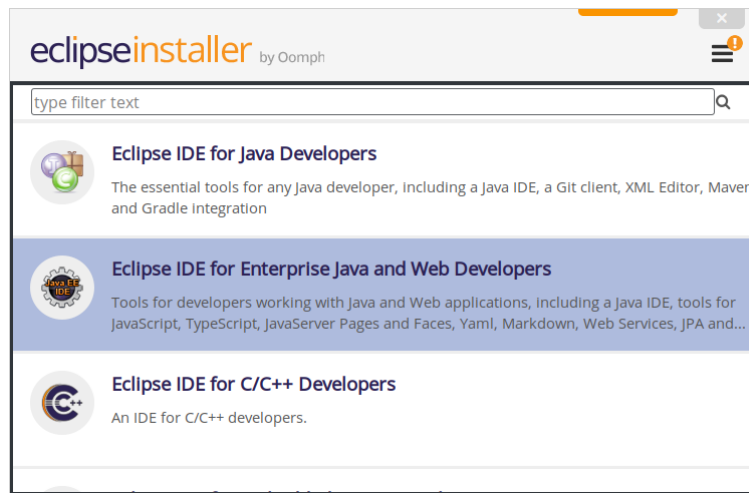 eclipseinstaller by Oomph
type filter text
Eclipse IDE for Java Developers
The essential tools for any Java developer, including a Java IDE, a Git client, XML Editor, Maven
and Gradle integration
Java EE
IDE
Eclipse IDE for Enterprise Java and Web Developers
Tools for developers working with Java and Web applications, including a Java IDE, tools for
JavaScript, TypeScript, JavaServer Pages and Faces, Yaml, Markdown, Web Services, JPA and...
C++
Eclipse IDE for C/C++ Developers
An IDE for C/C++ developers.